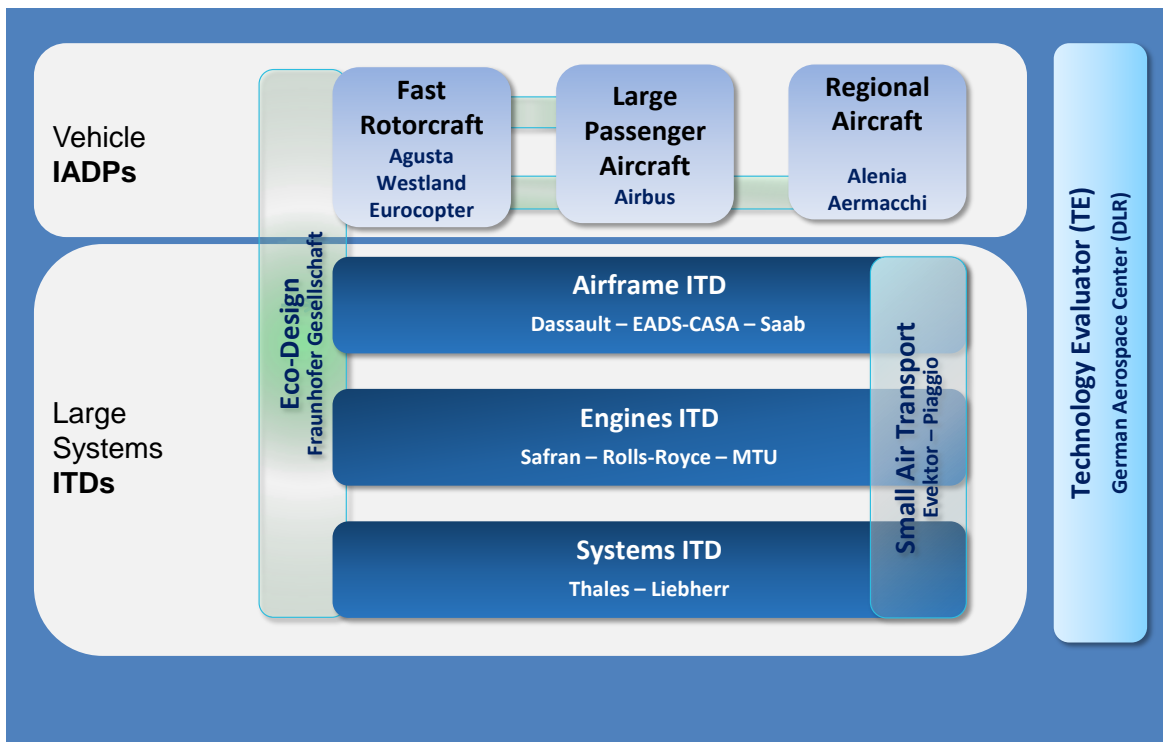 Vehicle
IADPs
Fast
Rotorcraft
Agusta
Westland
Eurocopter
Large
Passenger
Aircraft
Airbus
Regional
Aircraft
Alenia
Aermacchi
Large
Systems
ITDs
Eco-Design
Fraunhofer Gesellschaft
Airframe ITD
Dassault – EADS-CASA – Saab
Engines ITD
Safran – Rolls-Royce – MTU
Systems ITD
Thales – Liebherr
Small Air Transport
Evektor – Piaggio
Technology Evaluator (TE)
German Aerospace Center (DLR)